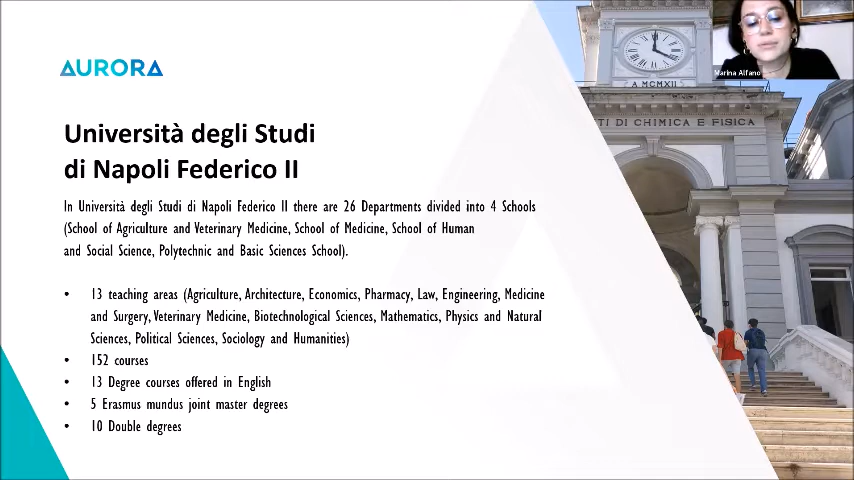 AURORA
Marina Alfano
A MCMXII
TI DI CHIMICA E FISICA
Università degli Studi
di Napoli Federico II
In Università degli Studi di Napoli Federico II there are 26 Departments divided into 4 Schools
(School of Agriculture and Veterinary Medicine, School of Medicine, School of Human
and Social Science, Polytechnic and Basic Sciences School).
• 13 teaching areas (Agriculture, Architecture, Economics, Pharmacy, Law, Engineering, Medicine
and Surgery, Veterinary Medicine, Biotechnological Sciences, Mathematics, Physics and Natural
Sciences, Political Sciences, Sociology and Humanities)
• 152 courses
• 13 Degree courses offered in English
• 5 Erasmus mundus joint master degrees
• 10 Double degrees